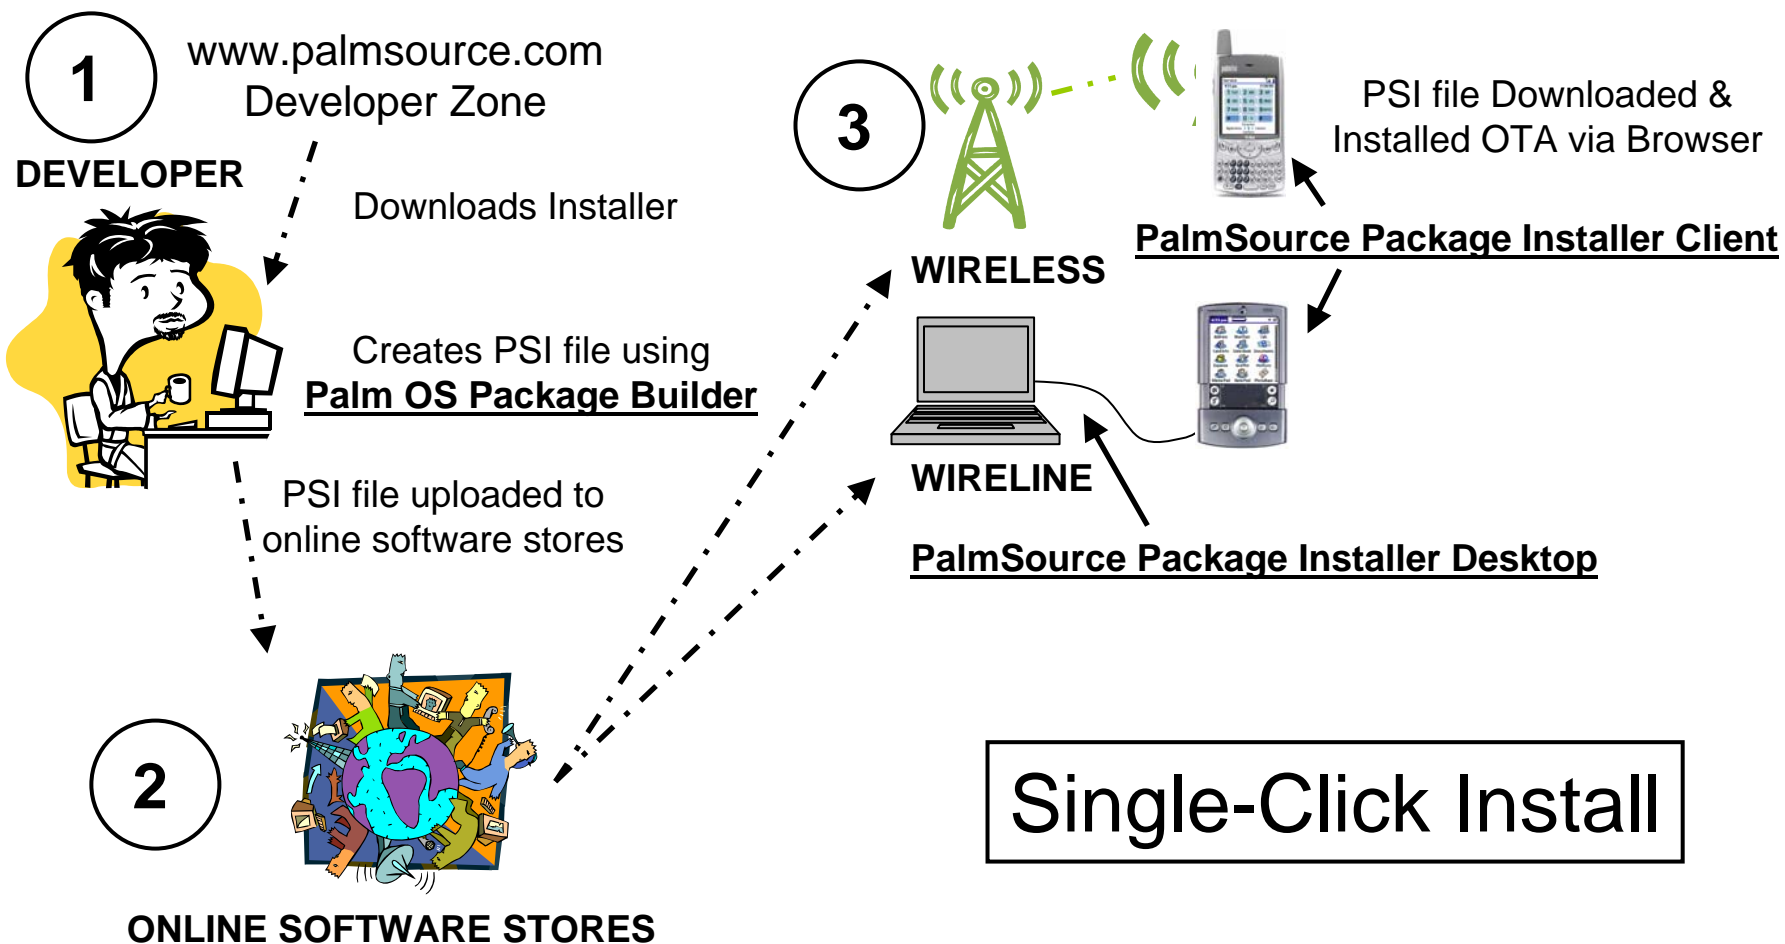 1
www.palmsource.com
Developer Zone
DEVELOPER
Downloads Installer
Creates PSI file using
Palm OS Package Builder
PSI file uploaded to
online software stores
2
ONLINE SOFTWARE STORES
3
PSI file Downloaded &
Installed OTA via Browser
PalmSource Package Installer Client
WIRELESS
WIRELINE
PalmSource Package Installer Desktop
Single-Click Install